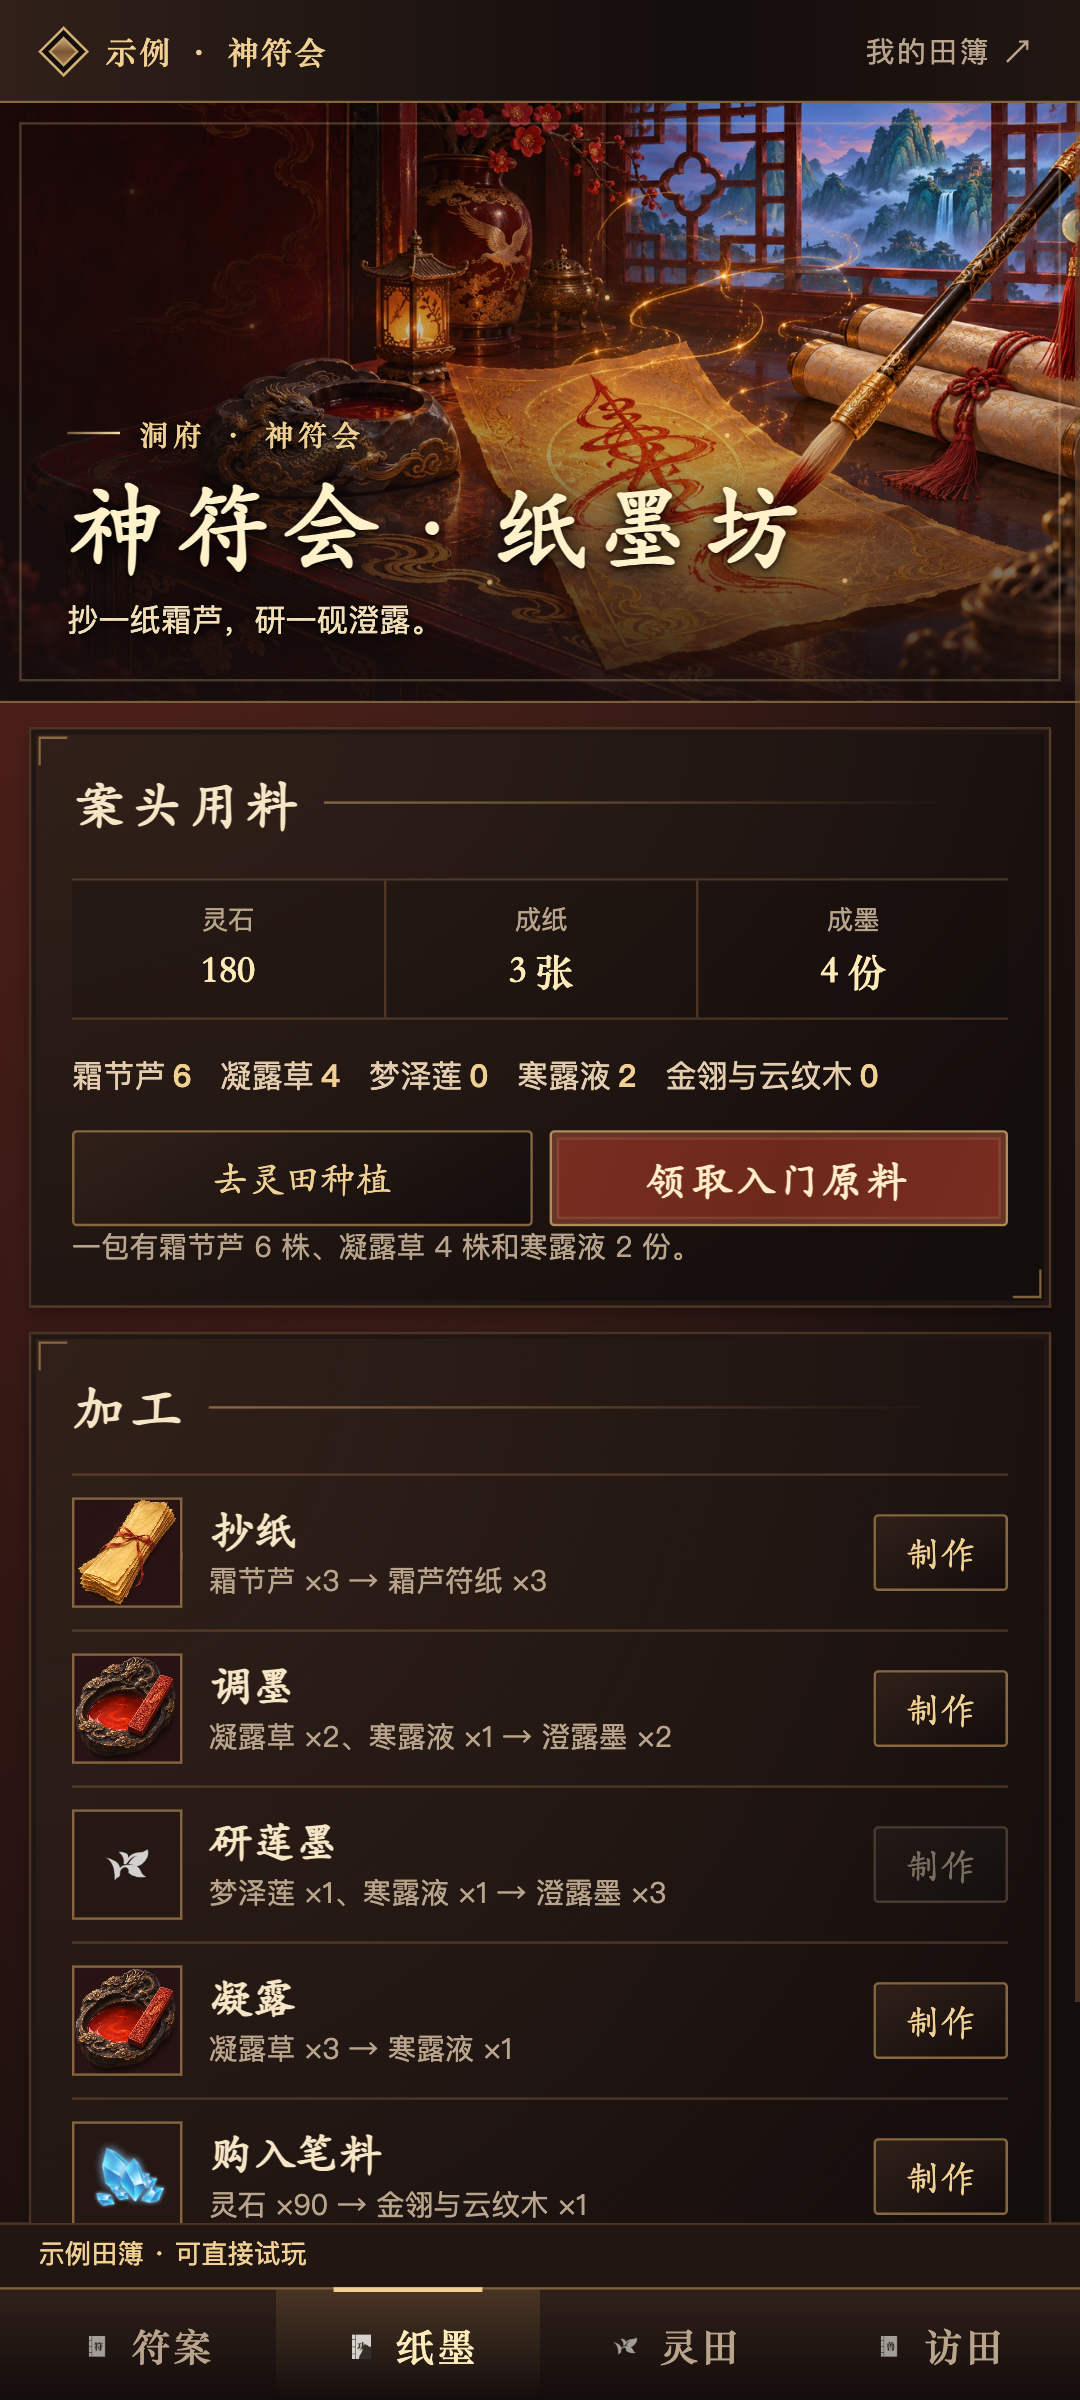 示例 · 神符会
我的田簿 ↗
洞府 · 神符会
神符会 · 纸墨坊
抄一纸霜芦，研一砚澄露。
案头用料
灵石
180
成纸
3 张
成墨
4 份
霜节芦 6 凝露草 4 梦泽莲 0 寒露液 2 金翎与云纹木 0
去灵田种植
领取入门原料
一包有霜节芦 6 株、凝露草 4 株和寒露液 2 份。
加工
抄纸
霜节芦 ×3 → 霜芦符纸 ×3
制作
调墨
凝露草 ×2、寒露液 ×1 → 澄露墨 ×2
制作
研莲墨
梦泽莲 ×1、寒露液 ×1 → 澄露墨 ×3
制作
凝露
凝露草 ×3 → 寒露液 ×1
制作
购入笔料
灵石 ×90 → 金翎与云纹木 ×1
制作
示例田簿 · 可直接试玩
符案
纸墨
灵田
访田